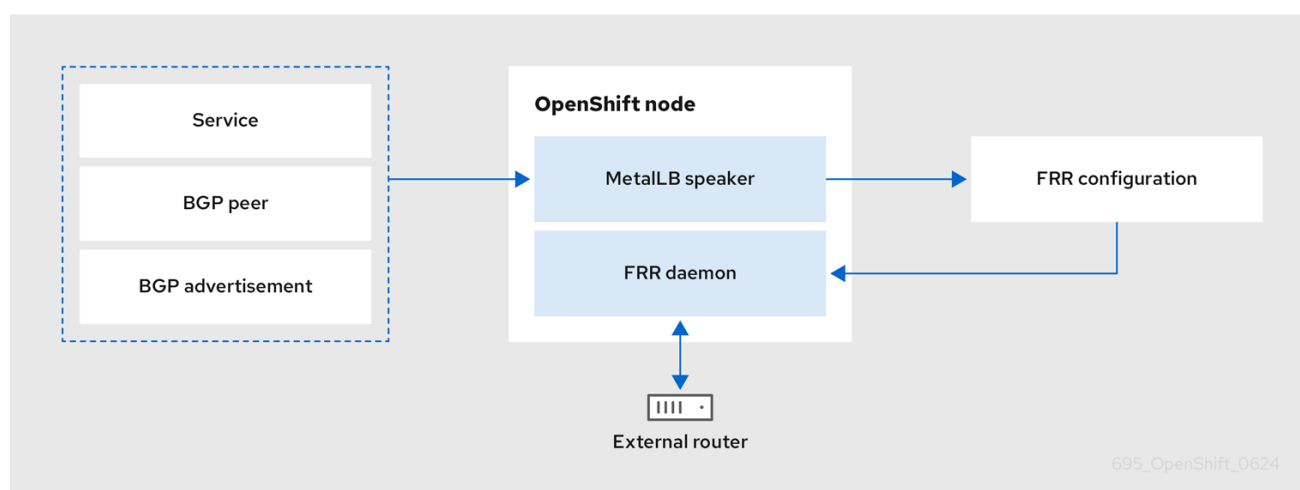 Service
BGP peer
BGP advertisement
OpenShift node
MetalLB speaker
FRR daemon
FRR configuration
External router
695_OpenShift_0624